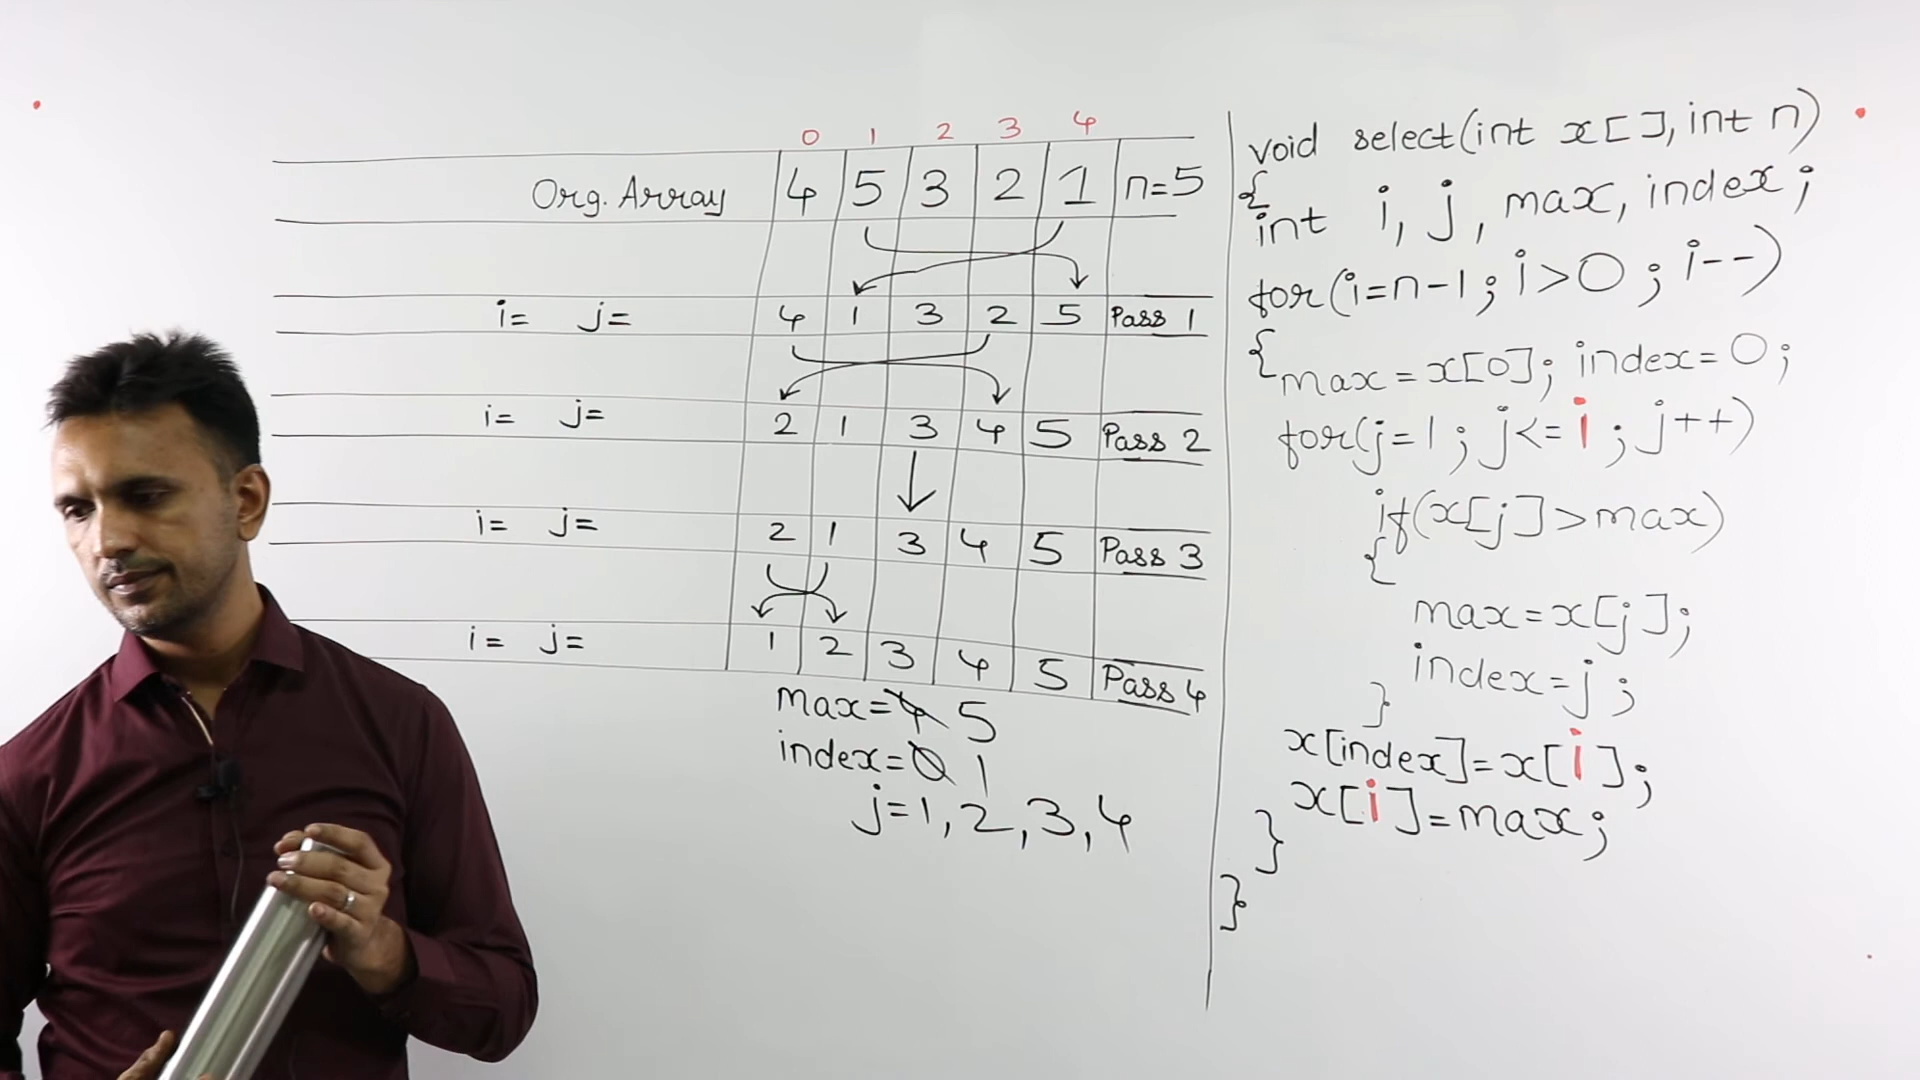 0 1 2 3 4
Org. Array 4 5 3 2 1 n=5
i= j= 4 1 3 2 5 Pass 1
i= j= 2 1 3 4 5 Pass 2
i= j= 2 1 3 4 5 Pass 3
i= j= 1 2 3 4 5 Pass 4
max=4 5
index=0 1
j=1,2,3,4
void select(int x[],int n)
{
int i, j, max, index;
for(i=n-1; i>0; i--)
{ max=x[0]; index=0;
for(j=1; j<=i; j++)
if(x[j]>max)
{
max=x[j];
index=j;
}
x[index]=x[i];
x[i]=max;
}
}